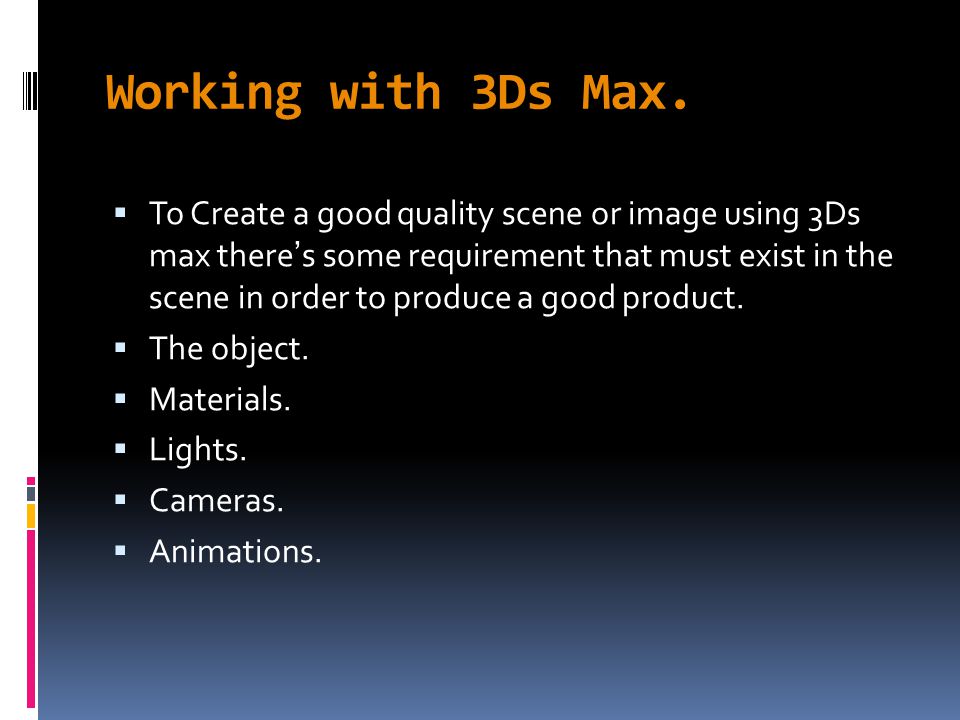 Working with 3Ds Max.
▪ To Create a good quality scene or image using 3Ds
max there’s some requirement that must exist in the
scene in order to produce a good product.
▪ The object.
▪ Materials.
▪ Lights.
▪ Cameras.
▪ Animations.